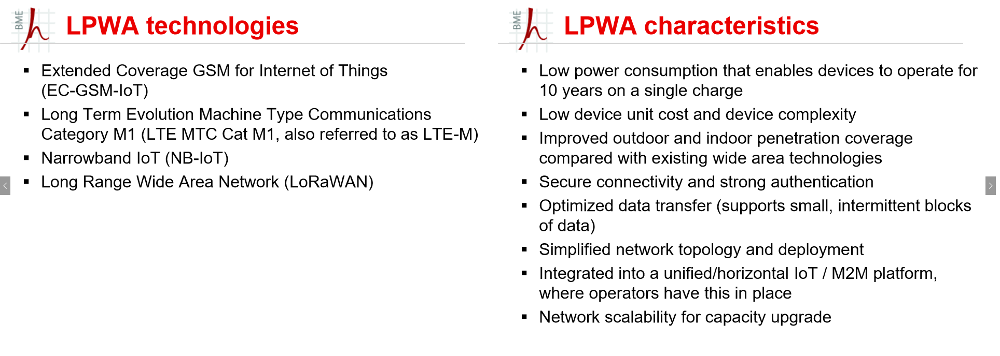 BME
LPWA technologies
▪ Extended Coverage GSM for Internet of Things
(EC-GSM-IoT)
▪ Long Term Evolution Machine Type Communications
Category M1 (LTE MTC Cat M1, also referred to as LTE-M)
▪ Narrowband IoT (NB-IoT)
▪ Long Range Wide Area Network (LoRaWAN)
BME
LPWA characteristics
▪ Low power consumption that enables devices to operate for
10 years on a single charge
▪ Low device unit cost and device complexity
▪ Improved outdoor and indoor penetration coverage
compared with existing wide area technologies
▪ Secure connectivity and strong authentication
▪ Optimized data transfer (supports small, intermittent blocks
of data)
▪ Simplified network topology and deployment
▪ Integrated into a unified/horizontal IoT / M2M platform,
where operators have this in place
▪ Network scalability for capacity upgrade